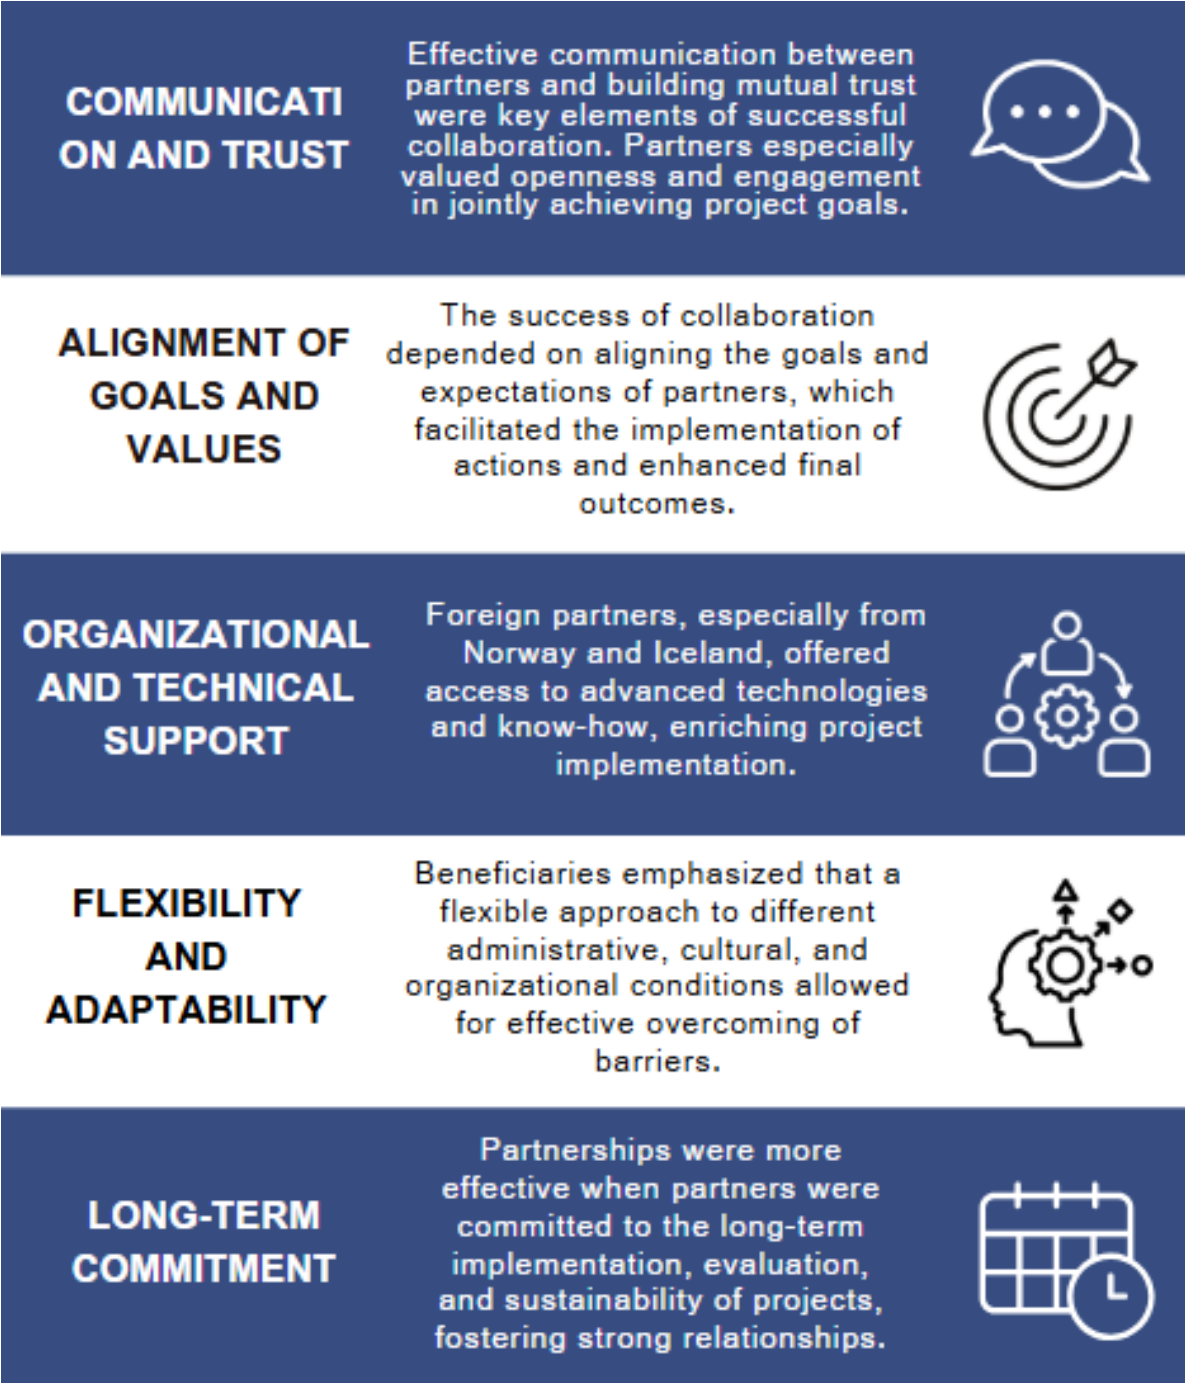 COMMUNICATI
ON AND TRUST
Effective communication between
partners and building mutual trust
were key elements of successful
collaboration. Partners especially
valued openness and engagement
in jointly achieving project goals.
ALIGNMENT OF
GOALS AND
VALUES
The success of collaboration
depended on aligning the goals and
expectations of partners, which
facilitated the implementation of
actions and enhanced final
outcomes.
ORGANIZATIONAL
AND TECHNICAL
SUPPORT
Foreign partners, especially from
Norway and Iceland, offered
access to advanced technologies
and know-how, enriching project
implementation.
FLEXIBILITY
AND
ADAPTABILITY
Beneficiaries emphasized that a
flexible approach to different
administrative, cultural, and
organizational conditions allowed
for effective overcoming of
barriers.
LONG-TERM
COMMITMENT
Partnerships were more
effective when partners were
committed to the long-term
implementation, evaluation,
and sustainability of projects,
fostering strong relationships.